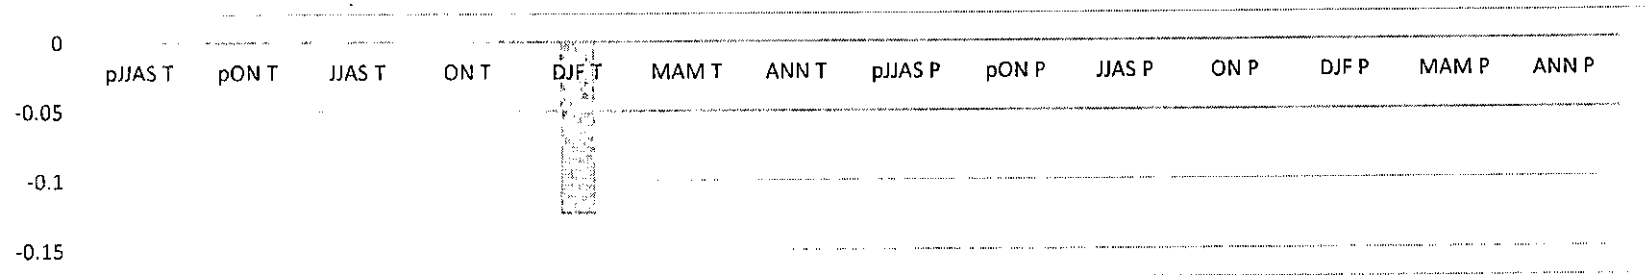 0
pJJAS T pON T JJAS T ON T DJF T MAM T ANN T pJJAS P pON P JJAS P ON P DJF P MAM P ANN P
-0.05
-0.1
-0.15